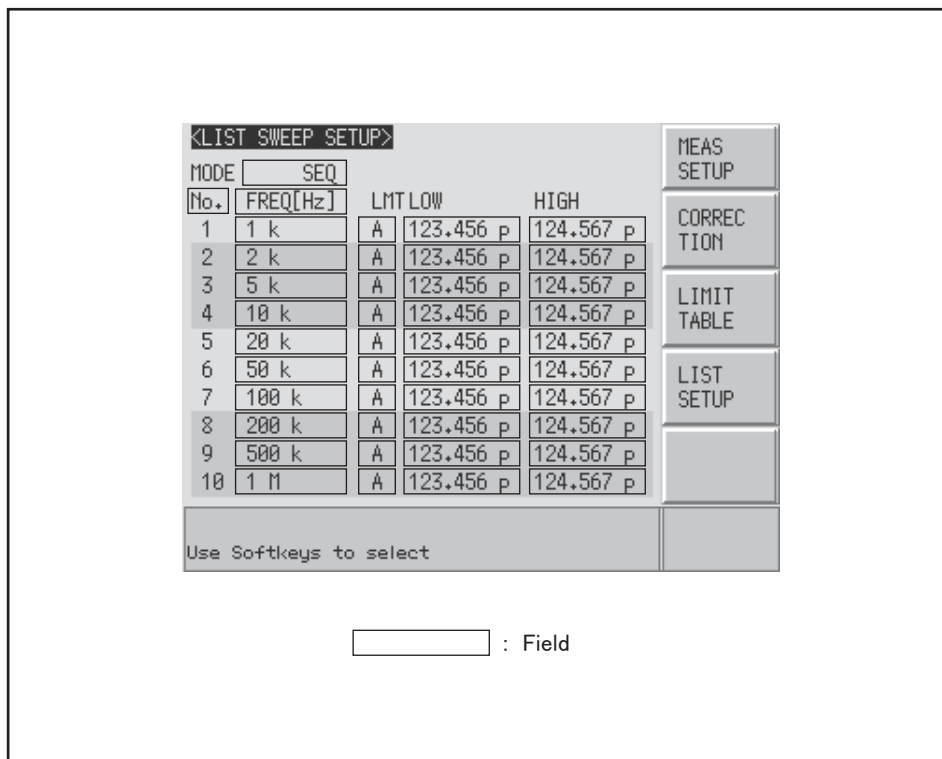 <LIST SWEEP SETUP>
MODE SEQ
No. FREQ[Hz] LMT LOW HIGH
1 1 k A 123.456 p 124.567 p
2 2 k A 123.456 p 124.567 p
3 5 k A 123.456 p 124.567 p
4 10 k A 123.456 p 124.567 p
5 20 k A 123.456 p 124.567 p
6 50 k A 123.456 p 124.567 p
7 100 k A 123.456 p 124.567 p
8 200 k A 123.456 p 124.567 p
9 500 k A 123.456 p 124.567 p
10 1 M A 123.456 p 124.567 p
Use Softkeys to select
MEAS
SETUP
CORREC
TION
LIMIT
TABLE
LIST
SETUP
: Field